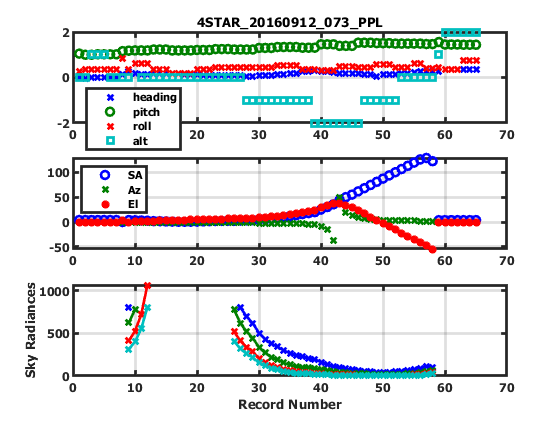 4STAR_20160912_073_PPL
2
0
-2
heading
pitch
roll
alt
0 10 20 30 40 50 60 70
100
50
0
-50
SA
Az
El
0 10 20 30 40 50 60 70
Sky Radiances
1000
500
0
0 10 20 30 40 50 60 70
Record Number